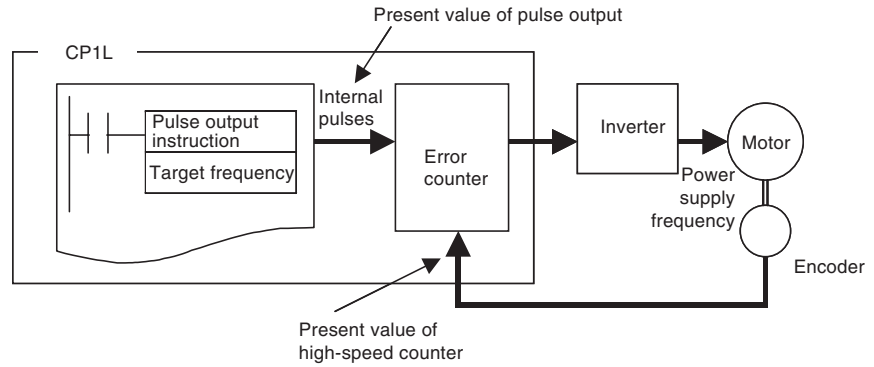 Present value of pulse output
CP1L
Internal
pulses
Pulse output
instruction
Target frequency
Error
counter
Inverter
Motor
Power
supply
frequency
Encoder
Present value of
high-speed counter